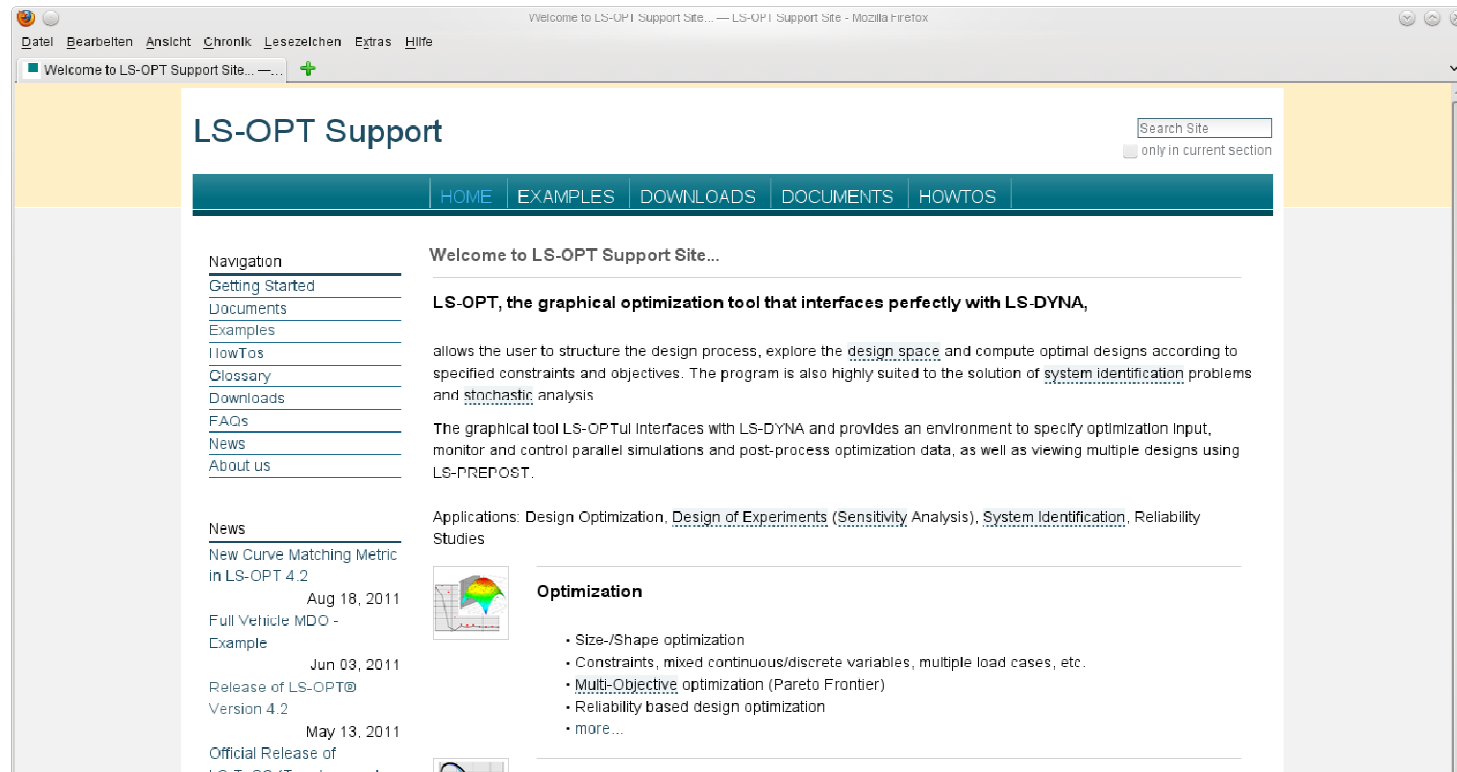 Welcome to LS-OPT Support Site... — LS-OPT Support Site - Mozilla Firefox
Datei Bearbeiten Ansicht Chronik Lesezeichen Extras Hilfe
Welcome to LS-OPT Support Site... —...
LS-OPT Support
Search Site
only in current section
HOME EXAMPLES DOWNLOADS DOCUMENTS HOWTOS
Navigation
Getting Started
Documents
Examples
HowTos
Glossary
Downloads
FAQs
News
About us
News
New Curve Matching Metric
in LS-OPT 4.2
Aug 18, 2011
Full Vehicle MDO -
Example
Jun 03, 2011
Release of LS-OPT®
Version 4.2
May 13, 2011
Official Release of
Welcome to LS-OPT Support Site...
LS-OPT, the graphical optimization tool that interfaces perfectly with LS-DYNA,
allows the user to structure the design process, explore the design space and compute optimal designs according to
specified constraints and objectives. The program is also highly suited to the solution of system identification problems
and stochastic analysis
The graphical tool LS-OPTui interfaces with LS-DYNA and provides an environment to specify optimization input,
monitor and control parallel simulations and post-process optimization data, as well as viewing multiple designs using
LS-PREPOST.
Applications: Design Optimization, Design of Experiments (Sensitivity Analysis), System Identification, Reliability
Studies
Optimization
• Size-/Shape optimization
• Constraints, mixed continuous/discrete variables, multiple load cases, etc.
• Multi-Objective optimization (Pareto Frontier)
• Reliability based design optimization
• more...